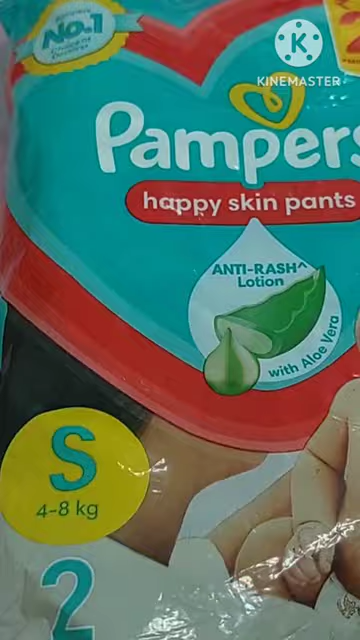 No.1
KINEMASTER
Pampers
happy skin pants
ANTI-RASH^
Lotion
with Aloe Vera
S
4-8 kg
2